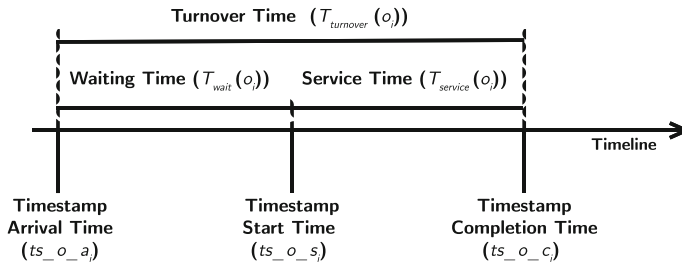 Turnover Time (T_turnover(o_i))
Waiting Time (T_wait(o_i)) Service Time (T_service(o_i))
Timeline
Timestamp Timestamp Timestamp
Arrival Time Start Time Completion Time
(ts_o_a_i) (ts_o_s_i) (ts_o_c_i)